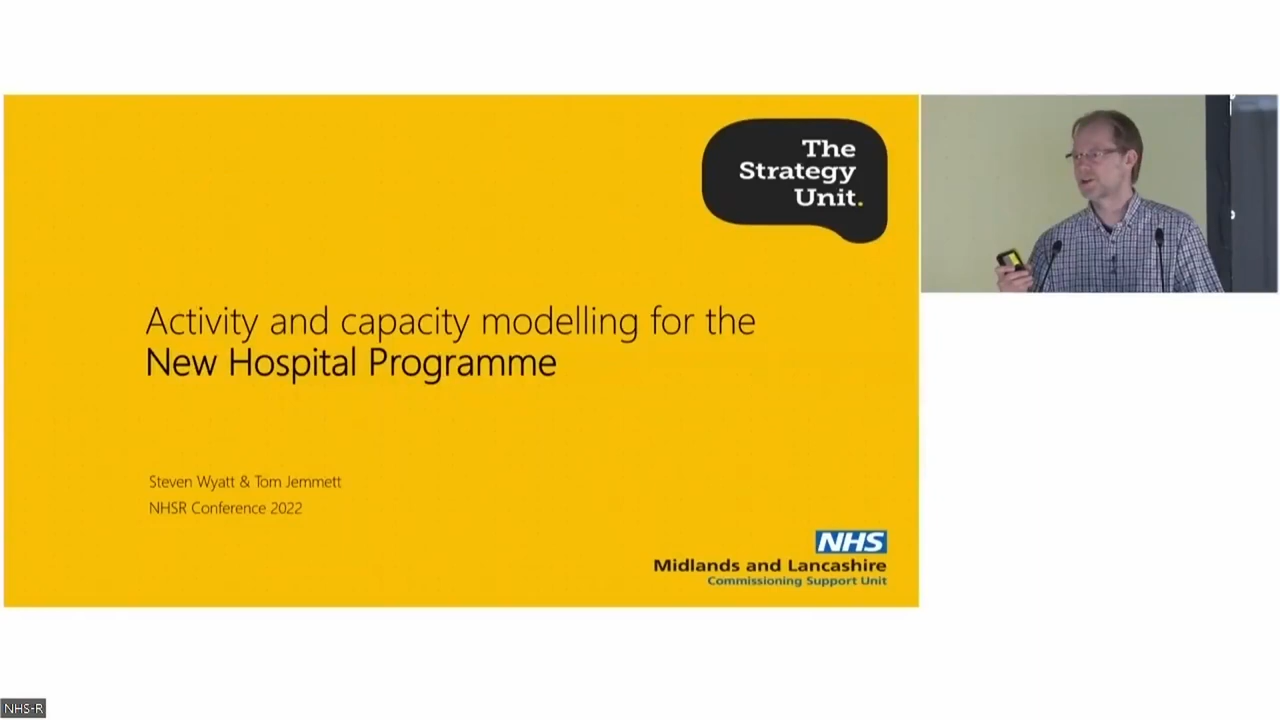 The
Strategy
Unit.
Activity and capacity modelling for the
New Hospital Programme
Steven Wyatt & Tom Jemmett
NHSR Conference 2022
NHS
Midlands and Lancashire
Commissioning Support Unit
NHS-R